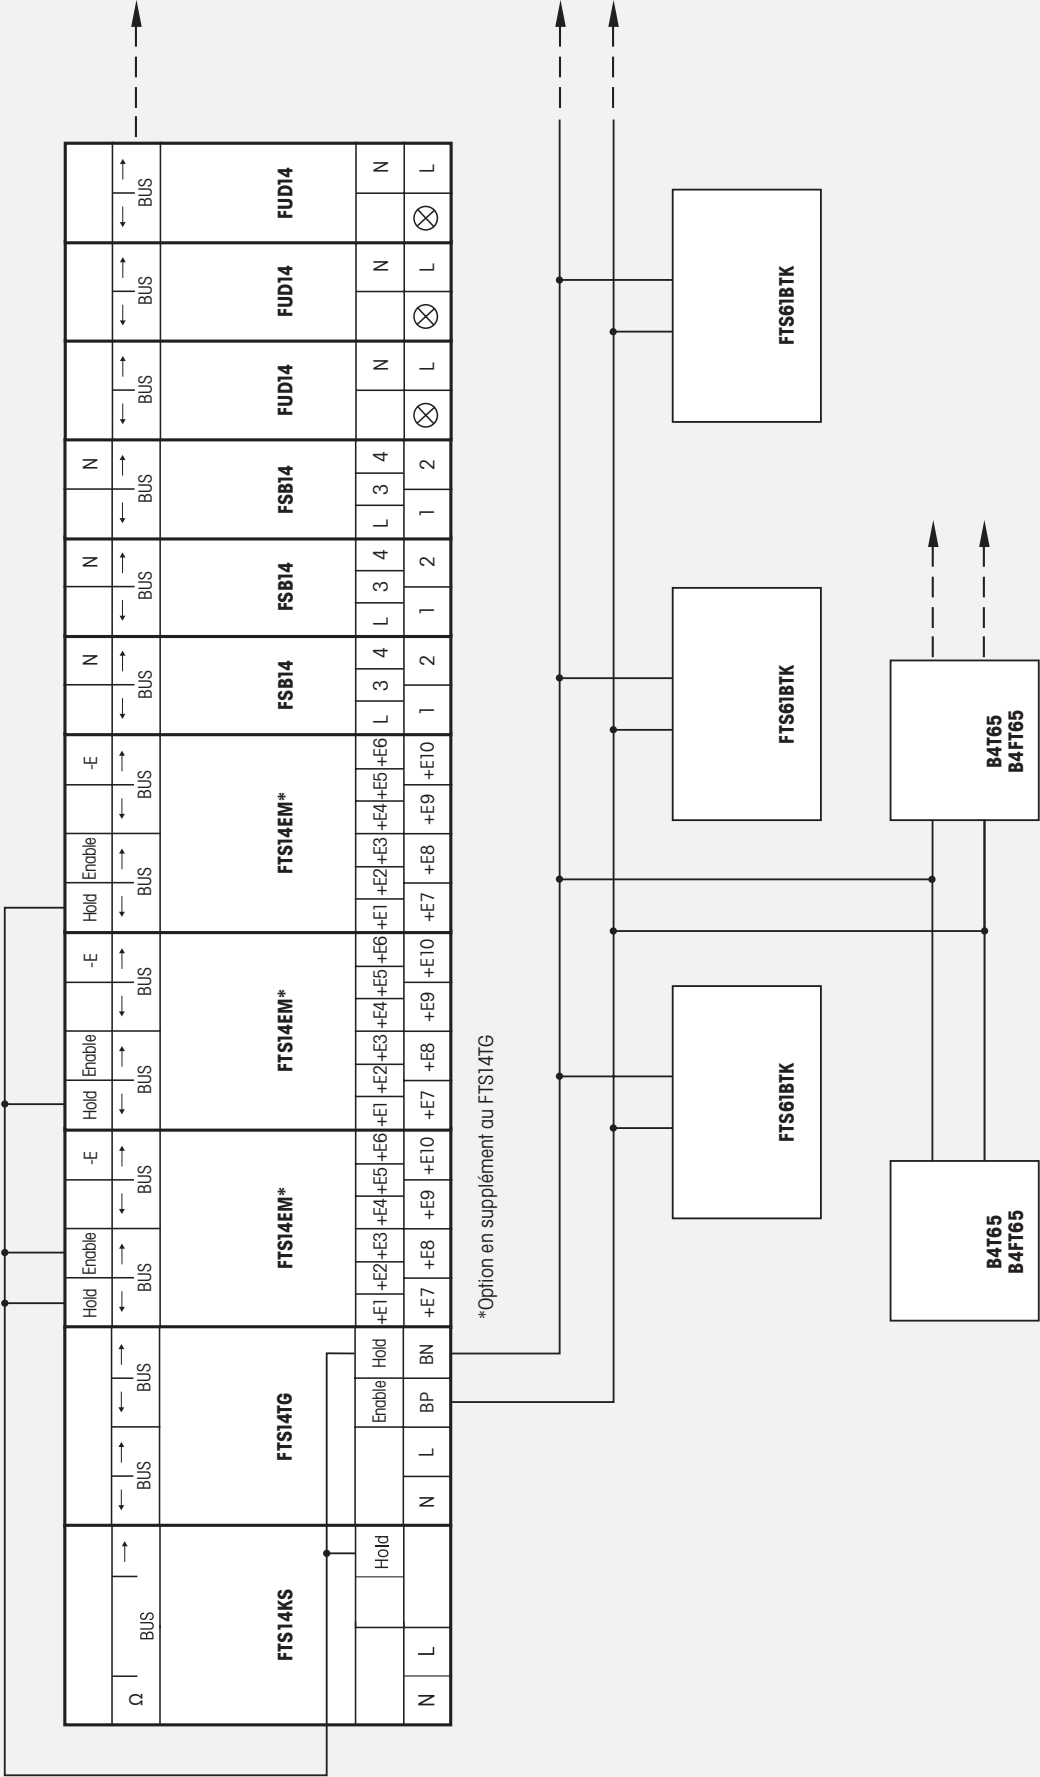 Hold Enable -E Hold Enable -E Hold Enable -E N N N
Ω
BUS BUS BUS BUS BUS BUS BUS BUS BUS BUS BUS BUS BUS BUS BUS
FTS14KS FTS14TG FTS14EM* FTS14EM* FTS14EM* FSB14 FSB14 FSB14 FUD14 FUD14 FUD14
Hold Enable Hold +E1 +E2 +E3 +E4 +E5 +E6 +E1 +E2 +E3 +E4 +E5 +E6 +E1 +E2 +E3 +E4 +E5 +E6 L 3 4 L 3 4 L 3 4 N N N
N L N L BP BN +E7 +E8 +E9 +E10 +E7 +E8 +E9 +E10 +E7 +E8 +E9 +E10 1 2 1 2 1 2 L L L
*Option en supplément au FTS14TG
FTS61BTK FTS61BTK FTS61BTK
B4T65 B4T65
B4FT65 B4FT65